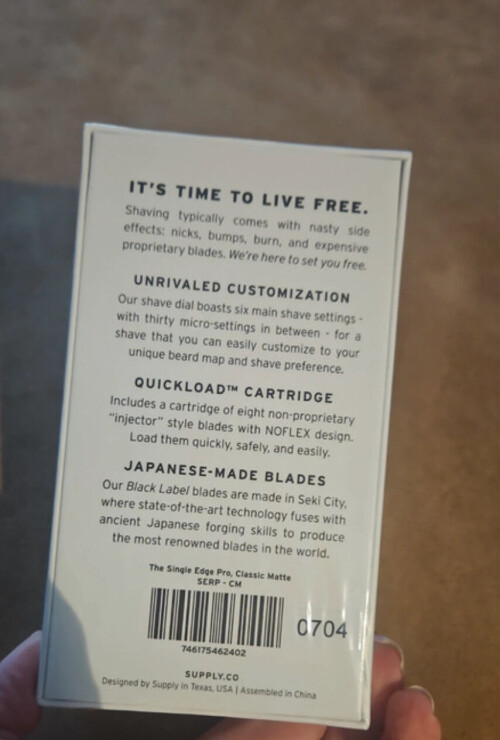 IT'S TIME TO LIVE FREE.
Shaving typically comes with nasty side
effects: nicks, bumps, burn, and expensive
proprietary blades. We're here to set you free.
UNRIVALED CUSTOMIZATION
Our shave dial boasts six main shave settings -
with thirty micro-settings in between - for a
shave that you can easily customize to your
unique beard map and shave preference.
QUICKLOAD™ CARTRIDGE
Includes a cartridge of eight non-proprietary
"injector" style blades with NOFLEX design.
Load them quickly, safely, and easily.
JAPANESE-MADE BLADES
Our Black Label blades are made in Seki City,
where state-of-the-art technology fuses with
ancient Japanese forging skills to produce
the most renowned blades in the world.
The Single Edge Pro, Classic Matte
SERP - CM
0704
746175462402
SUPPLY.CO
Designed by Supply in Texas, USA | Assembled in China